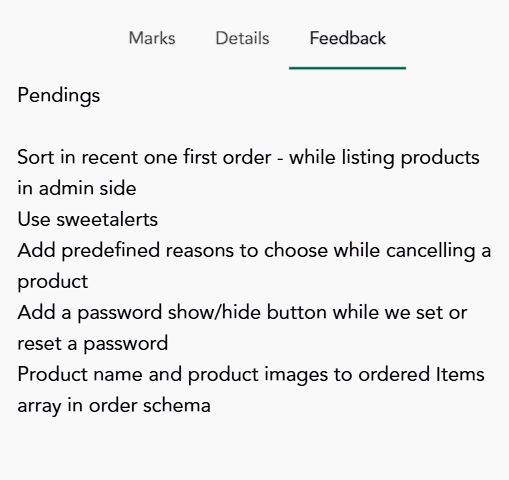 Marks Details Feedback
Pendings
Sort in recent one first order - while listing products
in admin side
Use sweetalerts
Add predefined reasons to choose while cancelling a
product
Add a password show/hide button while we set or
reset a password
Product name and product images to ordered Items
array in order schema